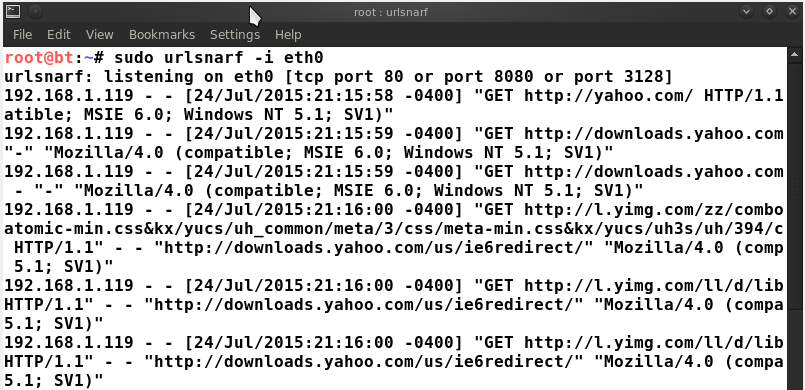 root : urlsnarf
File Edit View Bookmarks Settings Help
root@bt:~# sudo urlsnarf -i eth0
urlsnarf: listening on eth0 [tcp port 80 or port 8080 or port 3128]
192.168.1.119 - - [24/Jul/2015:21:15:58 -0400] "GET http://yahoo.com/ HTTP/1.1
atible; MSIE 6.0; Windows NT 5.1; SV1)"
192.168.1.119 - - [24/Jul/2015:21:15:59 -0400] "GET http://downloads.yahoo.com
"-" "Mozilla/4.0 (compatible; MSIE 6.0; Windows NT 5.1; SV1)"
192.168.1.119 - - [24/Jul/2015:21:15:59 -0400] "GET http://downloads.yahoo.com
- "-" "Mozilla/4.0 (compatible; MSIE 6.0; Windows NT 5.1; SV1)"
192.168.1.119 - - [24/Jul/2015:21:16:00 -0400] "GET http://l.yimg.com/zz/combo
atomic-min.css&kx/yucs/uh_common/meta/3/css/meta-min.css&kx/yucs/uh3s/uh/394/c
HTTP/1.1" - - "http://downloads.yahoo.com/us/ie6redirect/" "Mozilla/4.0 (comp
5.1; SV1)"
192.168.1.119 - - [24/Jul/2015:21:16:00 -0400] "GET http://l.yimg.com/ll/d/lib
HTTP/1.1" - - "http://downloads.yahoo.com/us/ie6redirect/" "Mozilla/4.0 (compa
5.1; SV1)"
192.168.1.119 - - [24/Jul/2015:21:16:00 -0400] "GET http://l.yimg.com/ll/d/lib
HTTP/1.1" - - "http://downloads.yahoo.com/us/ie6redirect/" "Mozilla/4.0 (compa
5.1; SV1)"